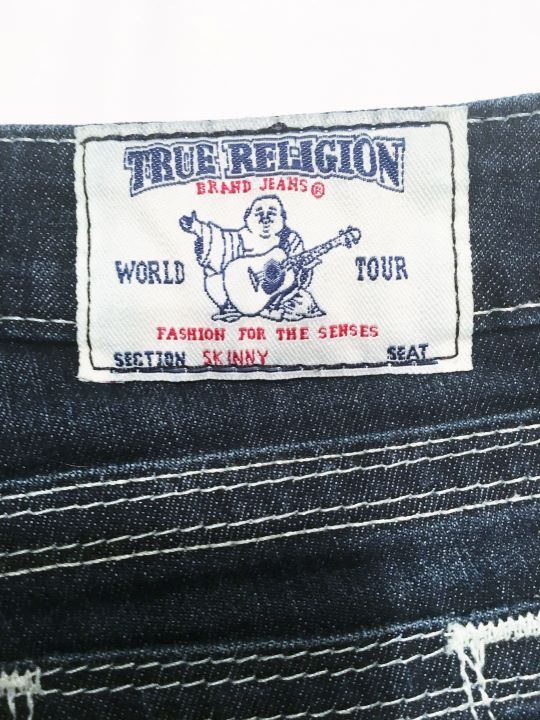 TRUE RELIGION
BRAND JEANS®
WORLD TOUR
FASHION FOR THE SENSES
SECTION SKINNY SEAT